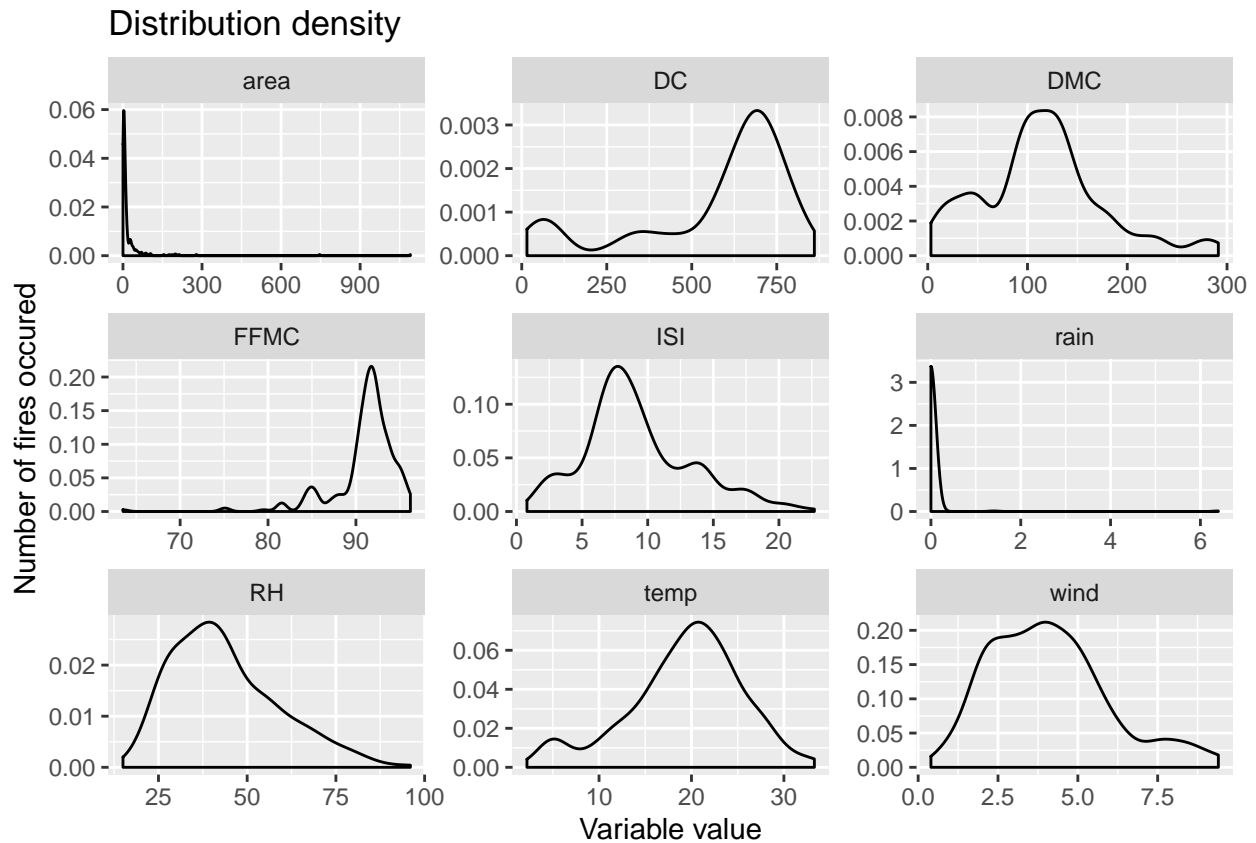 Distribution density
area DC DMC
0.06 0.04 0.02 0.00
0 300 600 900
0.003 0.002 0.001 0.000
0 250 500 750
0.008 0.006 0.004 0.002 0.000
0 100 200 300
Number of fires occured
FFMC ISI rain
0.20 0.15 0.10 0.05 0.00
70 80 90
0.10 0.05 0.00
0 5 10 15 20
3 2 1 0
0 2 4 6
RH temp wind
0.02 0.01 0.00
25 50 75 100
0.06 0.04 0.02 0.00
10 20 30
0.20 0.15 0.10 0.05 0.00
0.0 2.5 5.0 7.5
Variable value